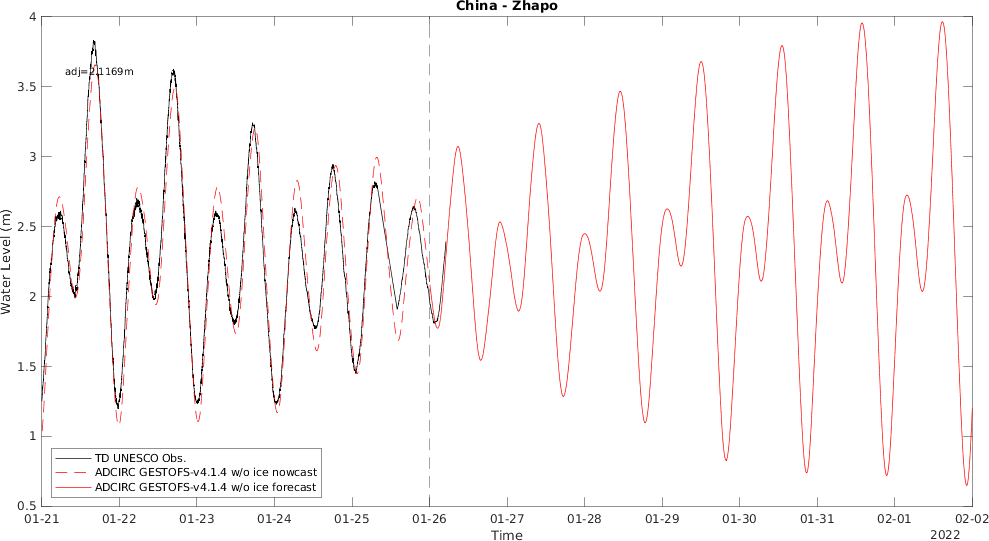 China - Zhapo
4
3.5
3
2.5
2
1.5
1
0.5
Water Level (m)
adj=2.1169m
TD UNESCO Obs.
ADCIRC GESTOFS-v4.1.4 w/o ice nowcast
ADCIRC GESTOFS-v4.1.4 w/o ice forecast
01-21 01-22 01-23 01-24 01-25 01-26 01-27 01-28 01-29 01-30 01-31 02-01 02-02
Time
2022